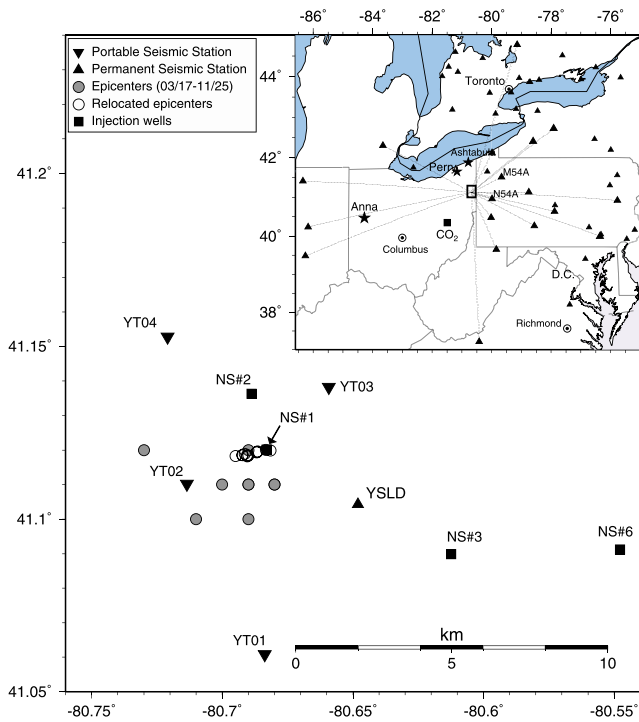 -86° -84° -82° -80° -78° -76°
Portable Seismic Station
Permanent Seismic Station
Epicenters (03/17-11/25)
Relocated epicenters
Injection wells
44°
42°
40°
38°
Toronto
Ashtabu
Perry
M54A
N54A
Anna
CO2
Columbus
D.C.
Richmond
41.2°
41.15°
41.1°
41.05°
YT04
NS#2
YT03
NS#1
YT02
YSLD
NS#3
NS#6
YT01
km
0 5 10
-80.75° -80.7° -80.65° -80.6° -80.55°